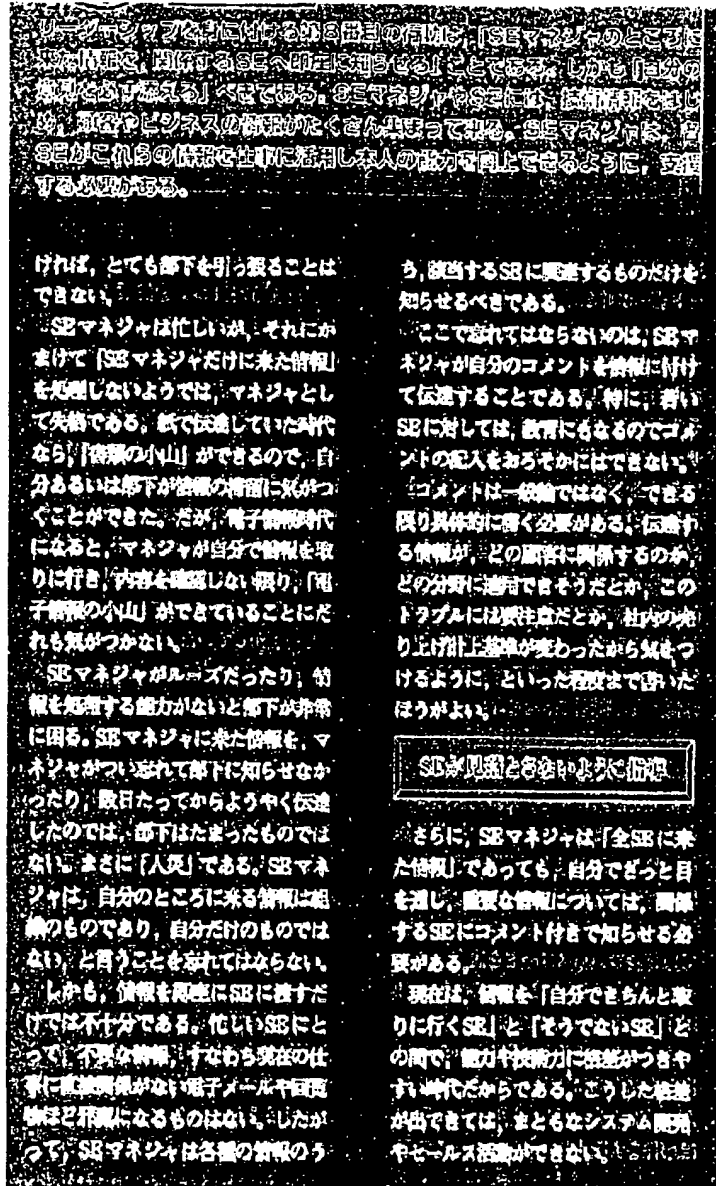 リーダーシップを身に付ける第8番目の行動は,「SEマネジャのところに
来た情報を,関係するSEへ即座に知らせる」ことである。しかも「自分の
意見を必ず添える」べきである。SEマネジャやSEには,技術情報をはじ
め,顧客やビジネスの情報がたくさん集まって来る。SEマネジャは,各
SEがこれらの情報を仕事に活用し本人の能力を向上できるように,支援
する必要がある。
ければ,とても部下を引っ張ることは
できない。
SEマネジャは忙しいが,それにか
まけて「SEマネジャだけに来た情報」
を処理しないようでは,マネジャとし
て失格である。紙で伝達していた時代
なら,「書類の小山」ができるので,自
分あるいは部下が情報の滞留に気がつ
くことができた。だが,電子情報時代
になると,マネジャが自分で情報を取
りに行き,内容を確認しない限り,「電
子情報の小山」ができていることにだ
れも気がつかない。
SEマネジャがルーズだったり,情
報を処理する能力がないと部下が非常
に困る。SEマネジャに来た情報を,マ
ネジャがつい忘れて部下に知らせなか
ったり,数日たってからようやく伝達
したのでは,部下はたまったものでは
ない。まさに「人災」である。SEマネ
ジャは,自分のところに来る情報は組
織のものであり,自分だけのものでは
ない,と言うことを忘れてはならない。
しかも,情報を即座にSEに渡すだ
けでは不十分である。忙しいSEにと
って,不要な情報,すなわち現在の仕
事に直接関係がない電子メールや回覧
物ほど邪魔になるものはない。したが
って,SEマネジャは各種の情報のう
ち,該当するSEに関連するものだけを
知らせるべきである。
ここで忘れてはならないのは,SEマ
ネジャが自分のコメントを情報に付け
て伝達することである。特に,若い
SEに対しては,教育にもなるのでコメ
ントの記入をおろそかにはできない。
コメントは一般論ではなく,できる
限り具体的に書く必要がある。伝達す
る情報が,どの顧客に関係するのか,
どの分野に適用できそうだとか,この
トラブルには要注意だとか,社内の売
り上げ計上基準が変わったから気をつ
けるように,といった程度まで書いた
ほうがよい。
SEが見落とさないように指導
さらに,SEマネジャは「全SEに来
た情報」であっても,自分でざっと目
を通し,重要な情報については,関係
するSEにコメント付きで知らせる必
要がある。
現在は,情報を「自分できちんと取
りに行くSE」と「そうでないSE」と
の間で,能力や技術力に格差がつきや
すい時代だからである。こうした格差
が出てきては,まともなシステム開発
やセールス活動ができない。